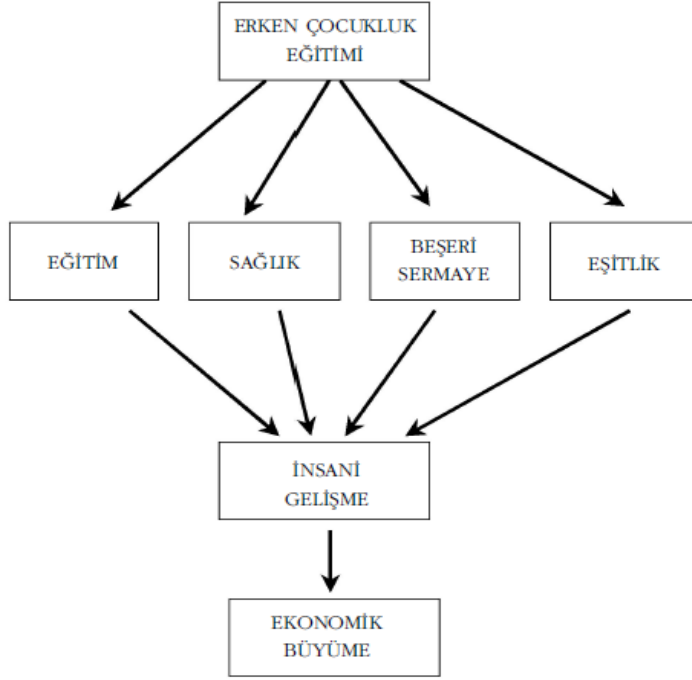 ERKEN ÇOCUKLUK
EĞİTİMİ
EĞİTİM
SAĞLIK
BEŞERİ
SERMAYE
EŞİTLİK
İNSANİ
GELİŞME
EKONOMİK
BÜYÜME